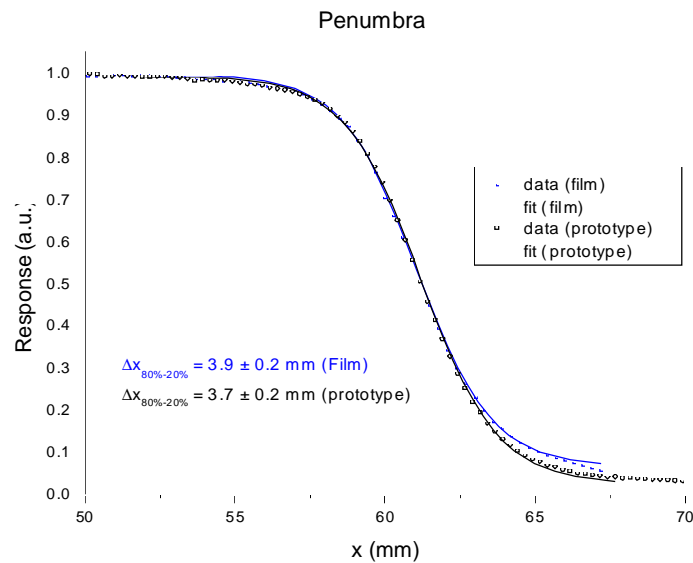 Penumbra
1.0
0.9
0.8
0.7
0.6
0.5
0.4
0.3
0.2
0.1
0.0
Response (a.u.)
data (film)
fit (film)
data (prototype)
fit (prototype)
Δx80%-20% = 3.9 ± 0.2 mm (Film)
Δx80%-20% = 3.7 ± 0.2 mm (prototype)
50 55 60 65 70
x (mm)